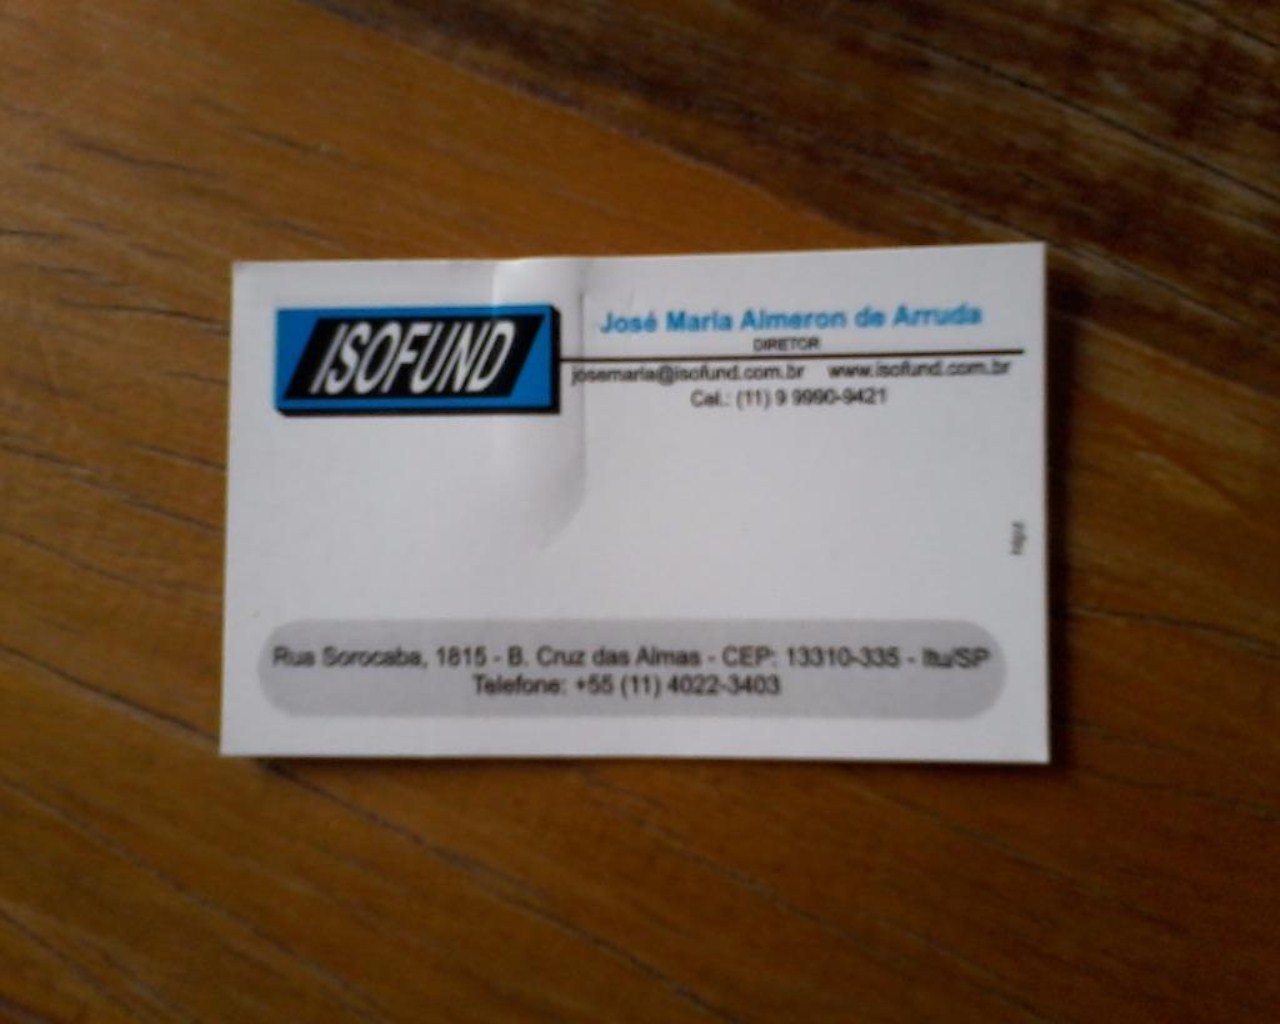 ISOFUND
José Maria Almeron de Arruda
DIRETOR
josemaria@isofund.com.br www.isofund.com.br
Cel.: (11) 9 9990-9421
Rua Sorocaba, 1815 - B. Cruz das Almas - CEP: 13310-335 - Itu/SP
Telefone: +55 (11) 4022-3403